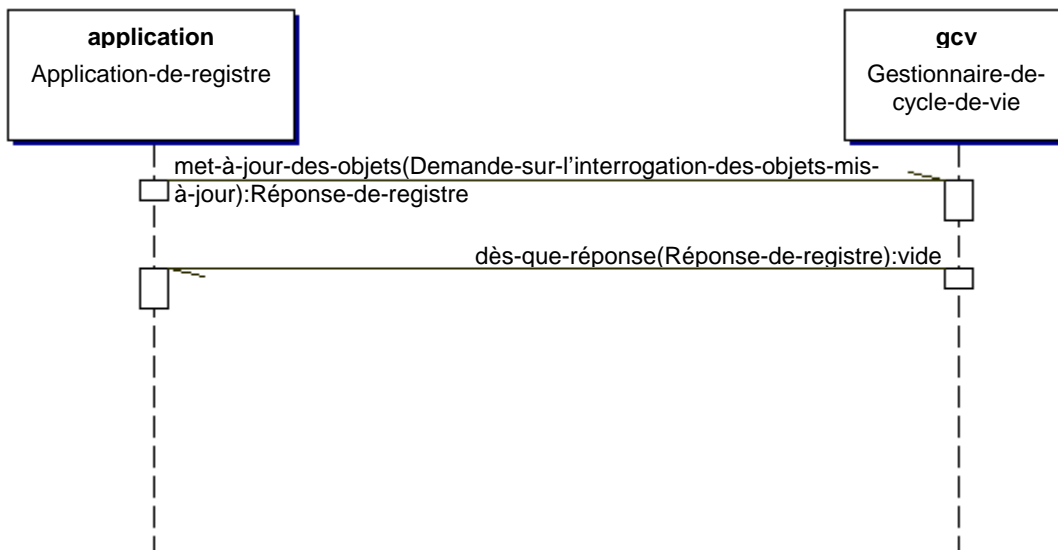 application
Application-de-registre
gcv
Gestionnaire-de-
cycle-de-vie
met-à-jour-des-objets(Demande-sur-l’interrogation-des-objets-mis-
à-jour):Réponse-de-registre
dès-que-réponse(Réponse-de-registre):vide